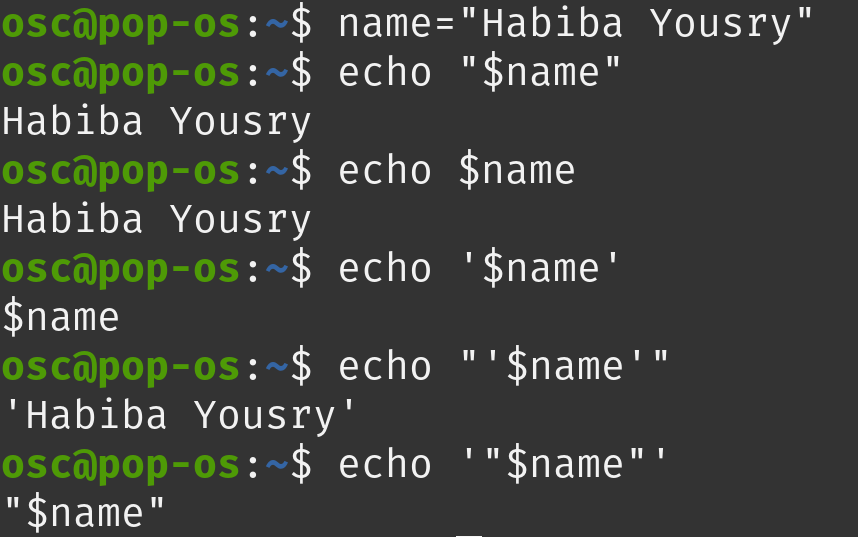 osc@pop-os:~$ name="Habiba Yousry"
osc@pop-os:~$ echo "$name"
Habiba Yousry
osc@pop-os:~$ echo $name
Habiba Yousry
osc@pop-os:~$ echo '$name'
$name
osc@pop-os:~$ echo "'$name'"
'Habiba Yousry'
osc@pop-os:~$ echo '"$name"'
"$name"